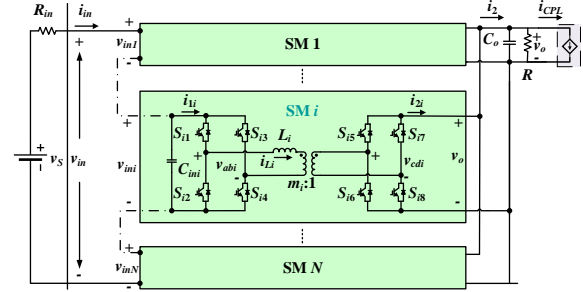 R_in i_in + v_in1 - SM 1 i_2 C_o i_CPL + v_o - R
SM i
+ i_1i S_i1 S_i3 L_i i_2i S_i5 S_i7 +
+ v_S v_in v_ini C_ini + v_abi - i_Li m_i:1 + v_cdi - v_o
- S_i2 S_i4 S_i6 S_i8 -
+ v_inN - SM N